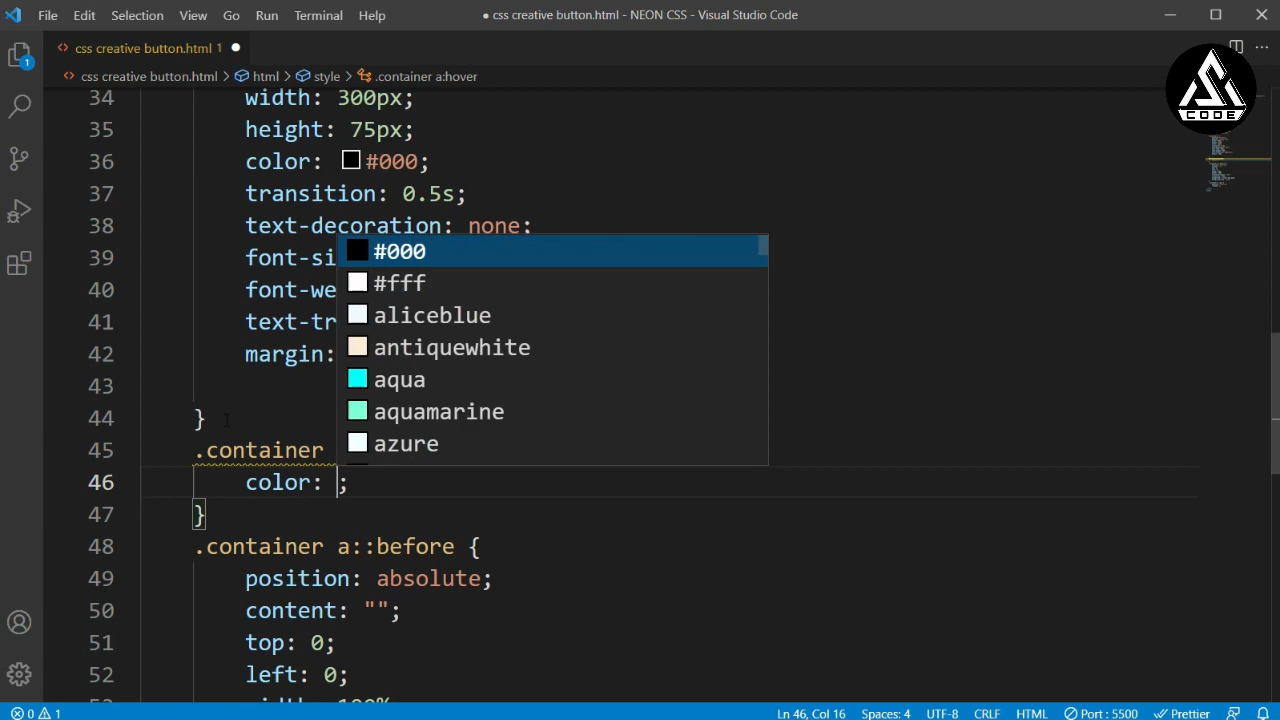 File Edit Selection View Go Run Terminal Help
● css creative button.html - NEON CSS - Visual Studio Code
css creative button.html 1 ●
css creative button.html > html > style > .container a:hover
CODE
1
34 width: 300px;
35 height: 75px;
36 color: #000;
37 transition: 0.5s;
38 text-decoration: none;
39 font-si
40 font-we
41 text-tr
42 margin:
43
44 }
45 .container
46 color: ;
47 }
48 .container a::before {
49 position: absolute;
50 content: "";
51 top: 0;
52 left: 0;
#000
#fff
aliceblue
antiquewhite
aqua
aquamarine
azure
0 1 Ln 46, Col 16 Spaces: 4 UTF-8 CRLF HTML Port : 5500 Prettier